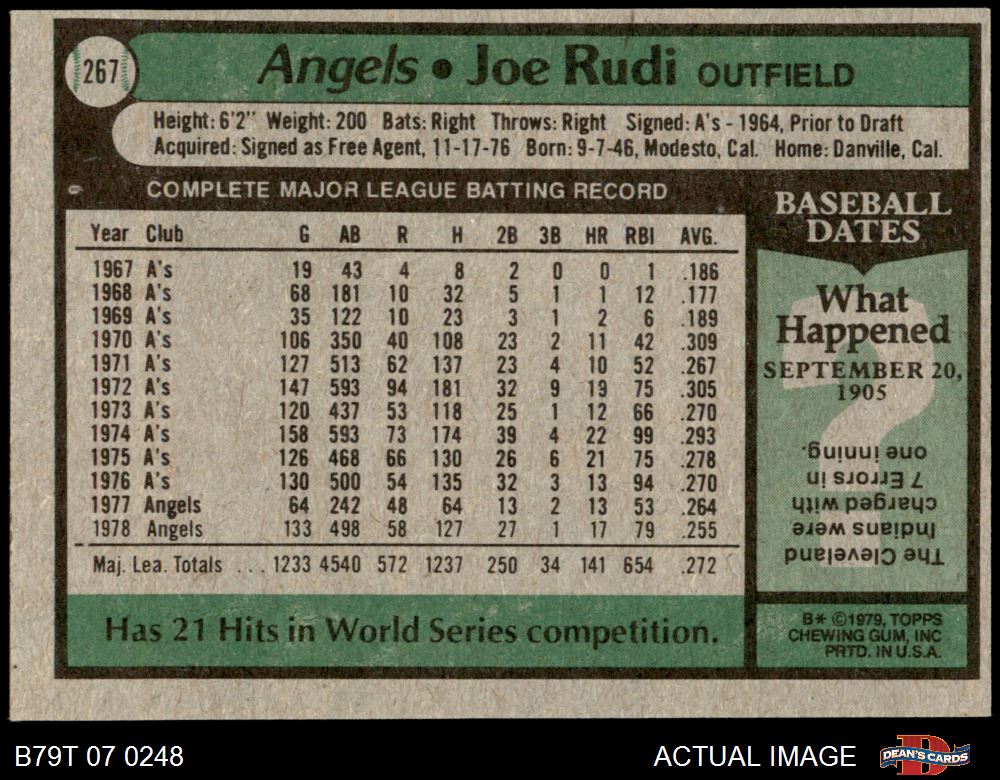 267
Angels • Joe Rudi OUTFIELD
Height: 6'2" Weight: 200 Bats: Right Throws: Right Signed: A's - 1964, Prior to Draft
Acquired: Signed as Free Agent, 11-17-76 Born: 9-7-46, Modesto, Cal. Home: Danville, Cal.
COMPLETE MAJOR LEAGUE BATTING RECORD
Year Club G AB R H 2B 3B HR RBI AVG.
1967 A's 19 43 4 8 2 0 0 1 .186
1968 A's 68 181 10 32 5 1 1 12 .177
1969 A's 35 122 10 23 3 1 2 6 .189
1970 A's 106 350 40 108 23 2 11 42 .309
1971 A's 127 513 62 137 23 4 10 52 .267
1972 A's 147 593 94 181 32 9 19 75 .305
1973 A's 120 437 53 118 25 1 12 66 .270
1974 A's 158 593 73 174 39 4 22 99 .293
1975 A's 126 468 66 130 26 6 21 75 .278
1976 A's 130 500 54 135 32 3 13 94 .270
1977 Angels 64 242 48 64 13 2 13 53 .264
1978 Angels 133 498 58 127 27 1 17 79 .255
Maj. Lea. Totals ... 1233 4540 572 1237 250 34 141 654 .272
Has 21 Hits in World Series competition.
BASEBALL
DATES
What
Happened
SEPTEMBER 20,
1905
The Cleveland
Indians were
charged with
7 Errors in
one inning.
B* ©1979, TOPPS
CHEWING GUM, INC
PRTD. IN U.S.A.
B79T 07 0248
ACTUAL IMAGE
DEAN'S CARDS